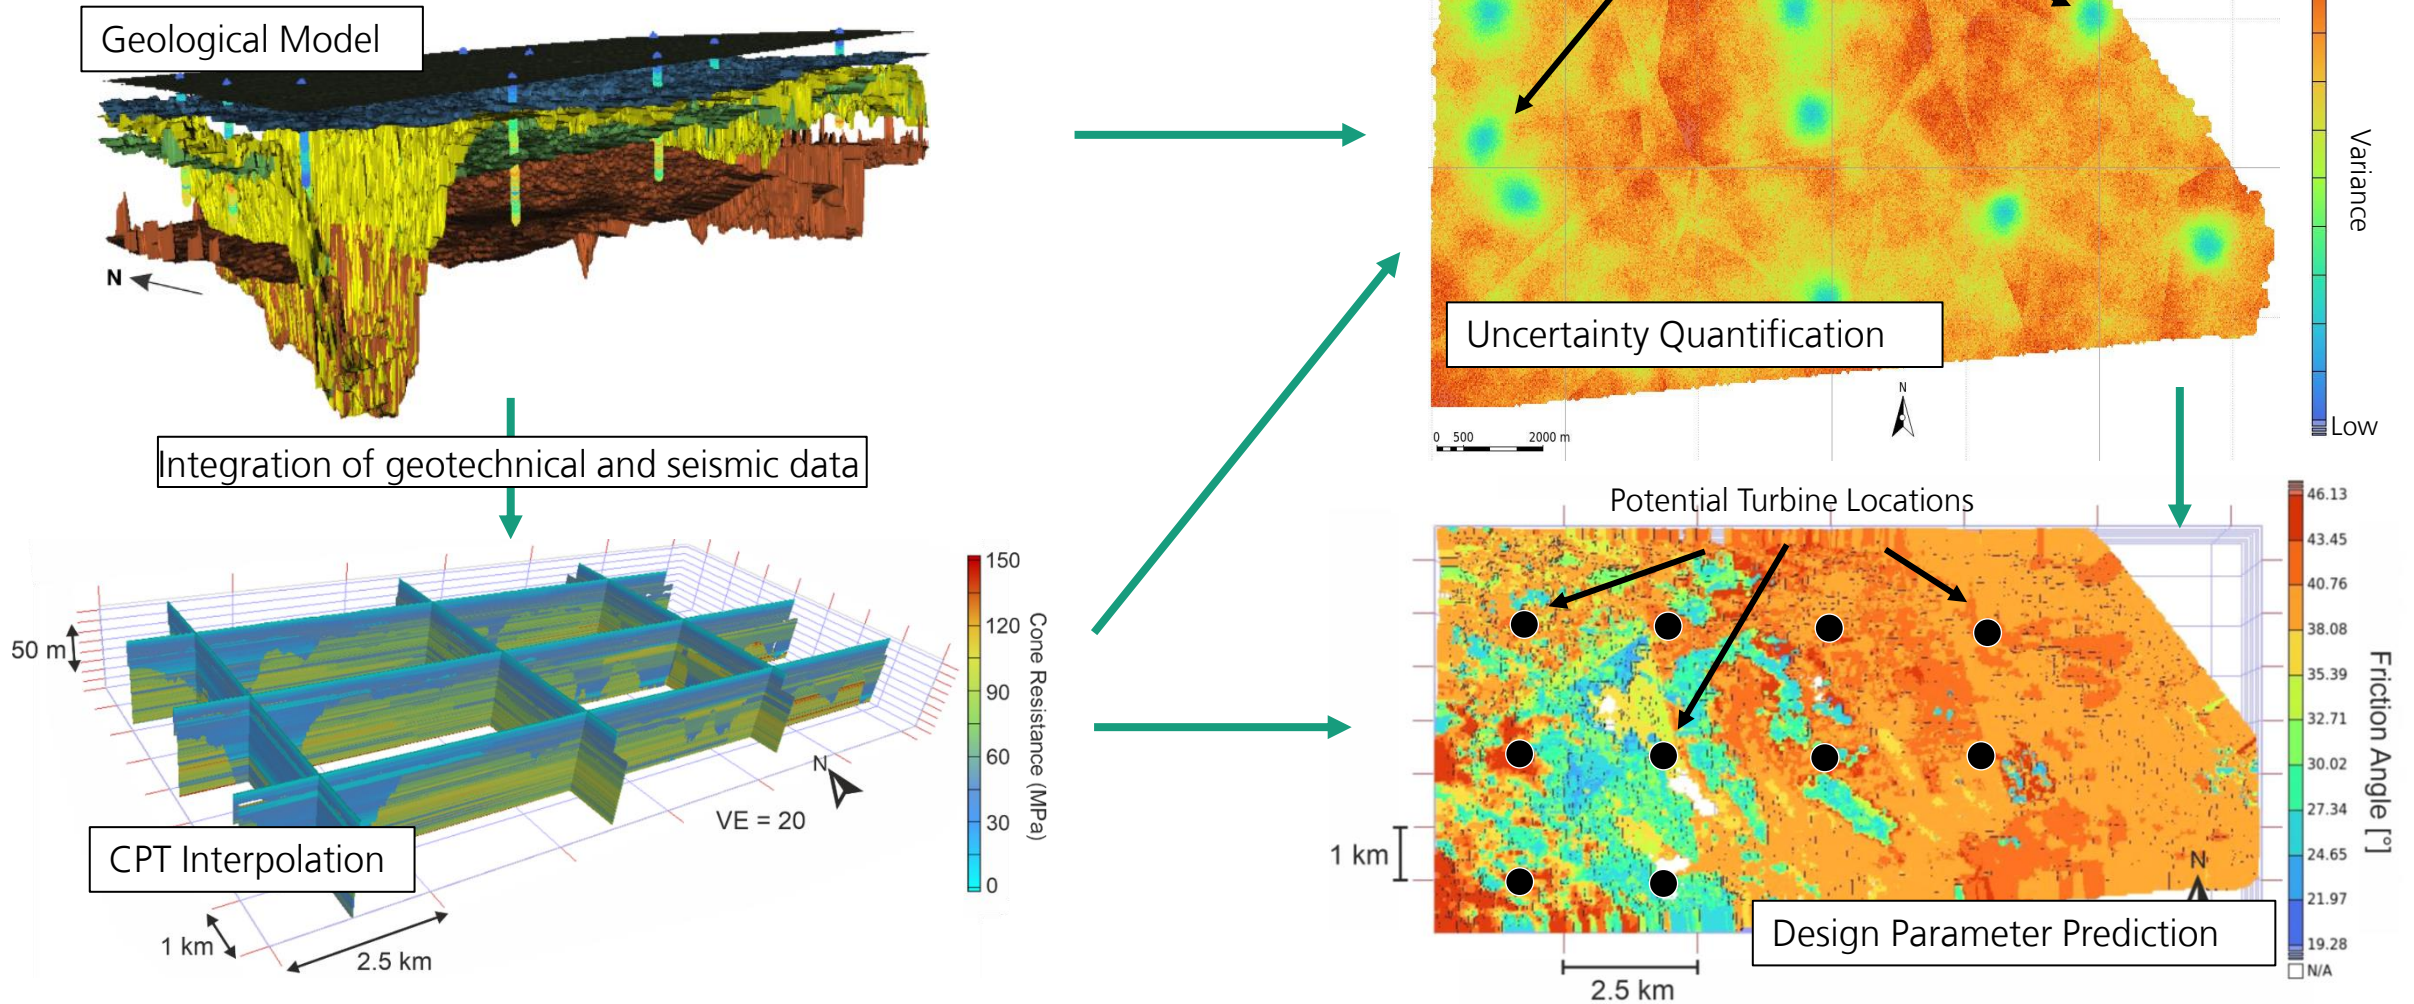 Geological Model
N
Integration of geotechnical and seismic data
50 m
150
120
90
60
30
0
Cone Resistance (MPa)
N
VE = 20
CPT Interpolation
1 km
2.5 km
Variance
Low
Uncertainty Quantification
N
0 500 2000 m
Potential Turbine Locations
46.13
43.45
40.76
38.08
35.39
32.71
30.02
27.34
24.65
21.97
19.28
N/A
Friction Angle [°]
1 km
N
Design Parameter Prediction
2.5 km